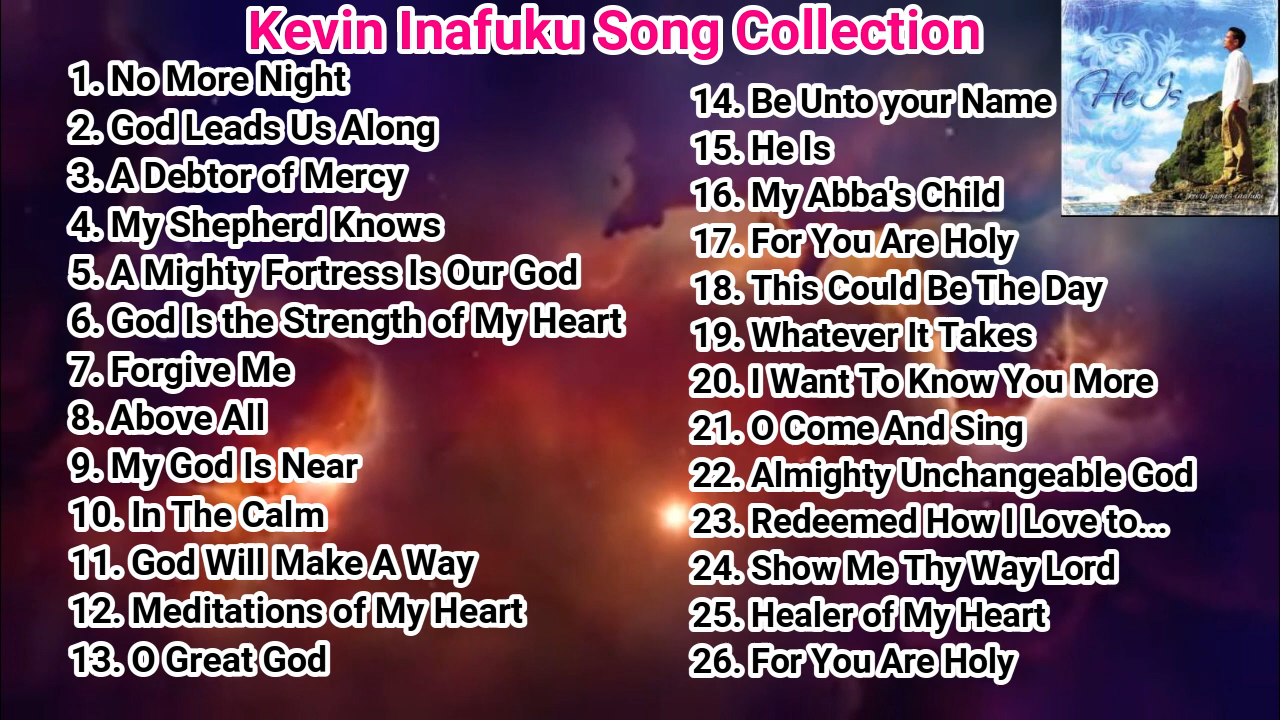 Kevin Inafuku Song Collection
1. No More Night
2. God Leads Us Along
3. A Debtor of Mercy
4. My Shepherd Knows
5. A Mighty Fortress Is Our God
6. God Is the Strength of My Heart
7. Forgive Me
8. Above All
9. My God Is Near
10. In The Calm
11. God Will Make A Way
12. Meditations of My Heart
13. O Great God
14. Be Unto your Name
15. He Is
16. My Abba's Child
17. For You Are Holy
18. This Could Be The Day
19. Whatever It Takes
20. I Want To Know You More
21. O Come And Sing
22. Almighty Unchangeable God
23. Redeemed How I Love to...
24. Show Me Thy Way Lord
25. Healer of My Heart
26. For You Are Holy
He Is
kevin james inafuku